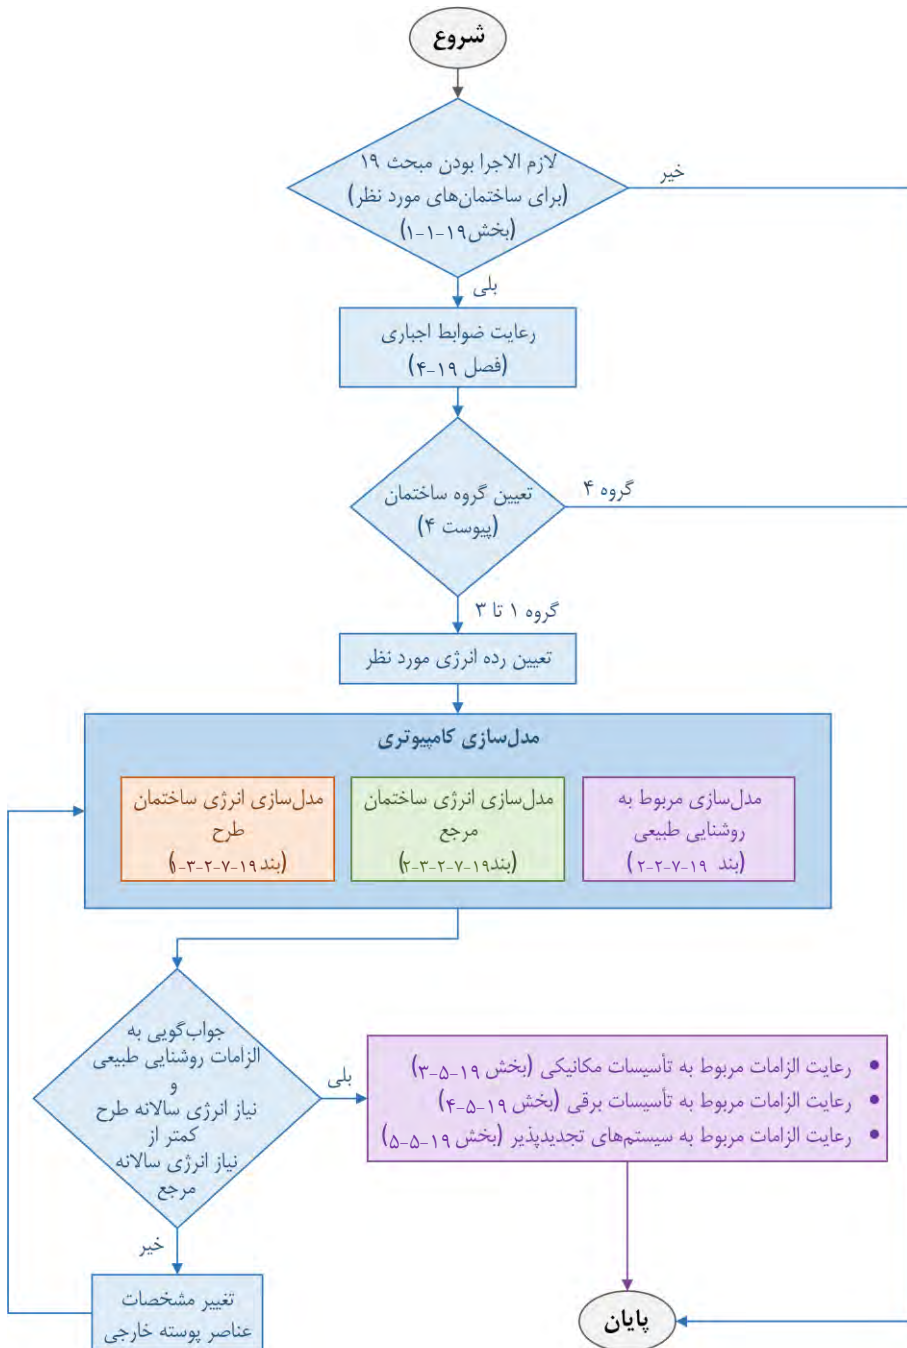 شروع
لازم الاجرا بودن مبحث ۱۹
(برای ساختمان‌های مورد نظر)
(بخش۱۹-۱-۱)
خیر
بلی
رعایت ضوابط اجباری
(فصل ۱۹-۴)
تعیین گروه ساختمان
(پیوست ۴)
گروه ۴
گروه ۱ تا ۳
تعیین رده انرژی مورد نظر
مدل‌سازی کامپیوتری
مدل‌سازی مربوط به
روشنایی طبیعی
(بند ۱۹-۷-۲-۲)
مدل‌سازی انرژی ساختمان
مرجع
(بند۱۹-۷-۲-۳-۲)
مدل‌سازی انرژی ساختمان
طرح
(بند۱۹-۷-۲-۳-۱)
جواب‌گویی به
الزامات روشنایی طبیعی
و
نیاز انرژی سالانه طرح
کمتر از
نیاز انرژی سالانه
مرجع
بلی
• رعایت الزامات مربوط به تأسیسات مکانیکی (بخش ۱۹-۵-۳)
• رعایت الزامات مربوط به تأسیسات برقی (بخش ۱۹-۵-۴)
• رعایت الزامات مربوط به سیستم‌های تجدیدپذیر (بخش ۱۹-۵-۵)
خیر
تغییر مشخصات
عناصر پوسته خارجی
پایان